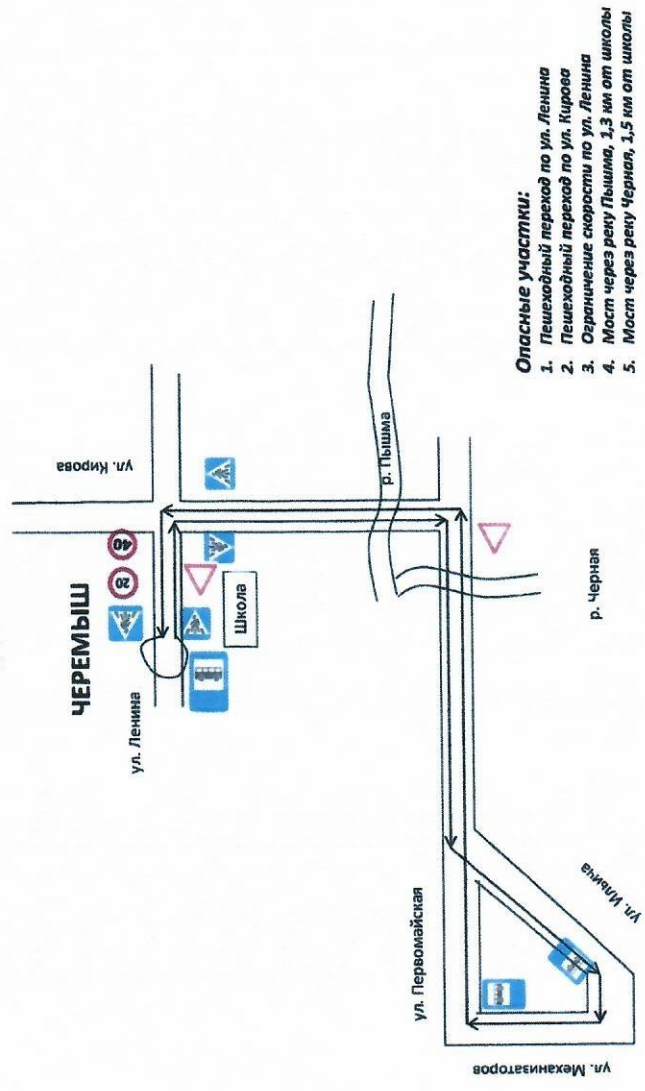 ЧЕРЕМЫШ
ул. Кирова
40
20
ул. Ленина
Школа
р. Пышма
р. Черная
ул. Первомайская
ул. Ильича
ул. Механизаторов
Опасные участки:
1. Пешеходный переход по ул. Ленина
2. Пешеходный переход по ул. Кирова
3. Ограничение скорости по ул. Ленина
4. Мост через реку Пышма, 1,3 км от школы
5. Мост через реку Черная, 1,5 км от школы